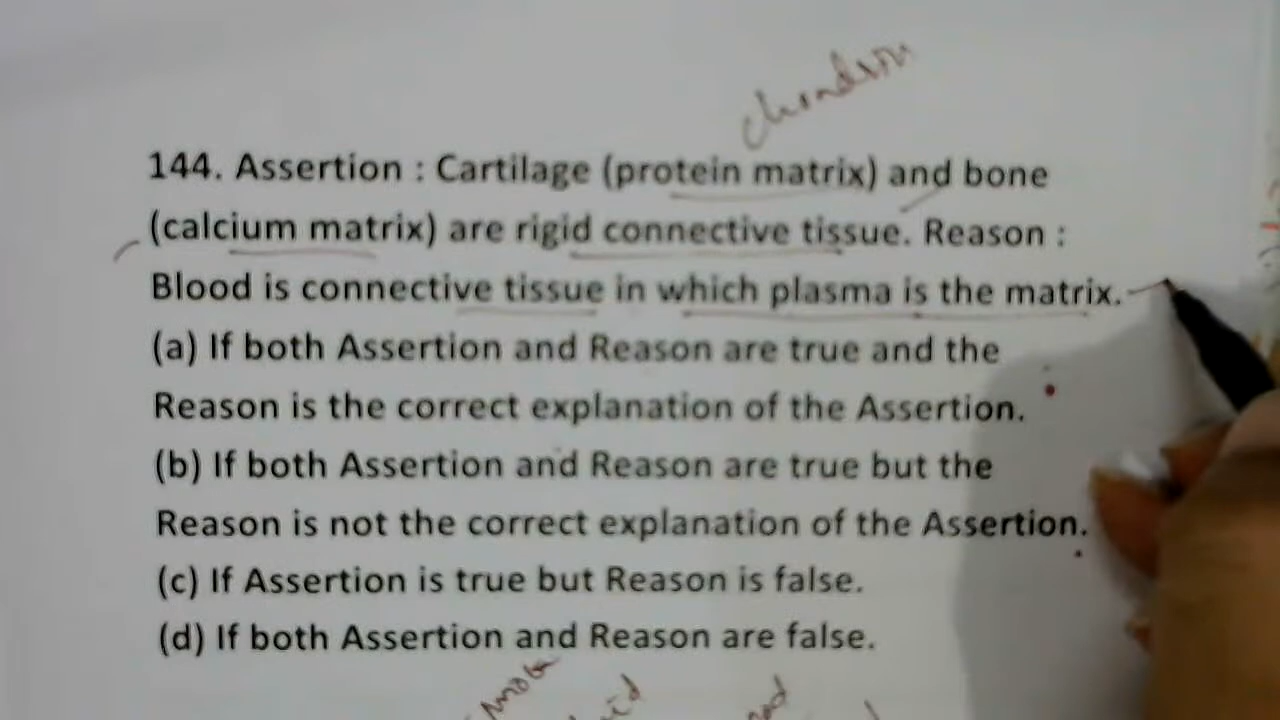 chondrin
144. Assertion : Cartilage (protein matrix) and bone
(calcium matrix) are rigid connective tissue. Reason :
Blood is connective tissue in which plasma is the matrix.
(a) If both Assertion and Reason are true and the
Reason is the correct explanation of the Assertion.
(b) If both Assertion and Reason are true but the
Reason is not the correct explanation of the Assertion.
(c) If Assertion is true but Reason is false.
(d) If both Assertion and Reason are false.